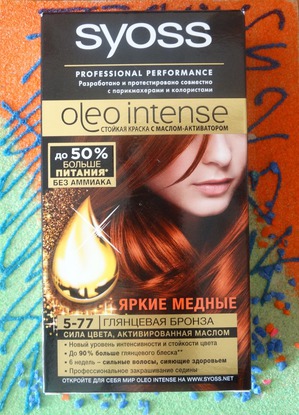 syoss
PROFESSIONAL PERFORMANCE
Разработано и протестировано совместно
с парикмахерами и колористами
oleo intense
СТОЙКАЯ КРАСКА С МАСЛОМ-АКТИВАТОРОМ
ДО 50%
БОЛЬШЕ
ПИТАНИЯ*
БЕЗ АММИАКА
ЯРКИЕ МЕДНЫЕ
5-77 ГЛЯНЦЕВАЯ БРОНЗА
СИЛА ЦВЕТА, АКТИВИРОВАННАЯ МАСЛОМ
• Новый уровень интенсивности и стойкости цвета
• До 90% больше глянцевого блеска**
• 6 недель – сильные волосы, сияющие здоровьем
• Профессиональное закрашивание седины
ОТКРОЙТЕ ДЛЯ СЕБЯ МИР OLEO INTENSE НА WWW.SYOSS.NET